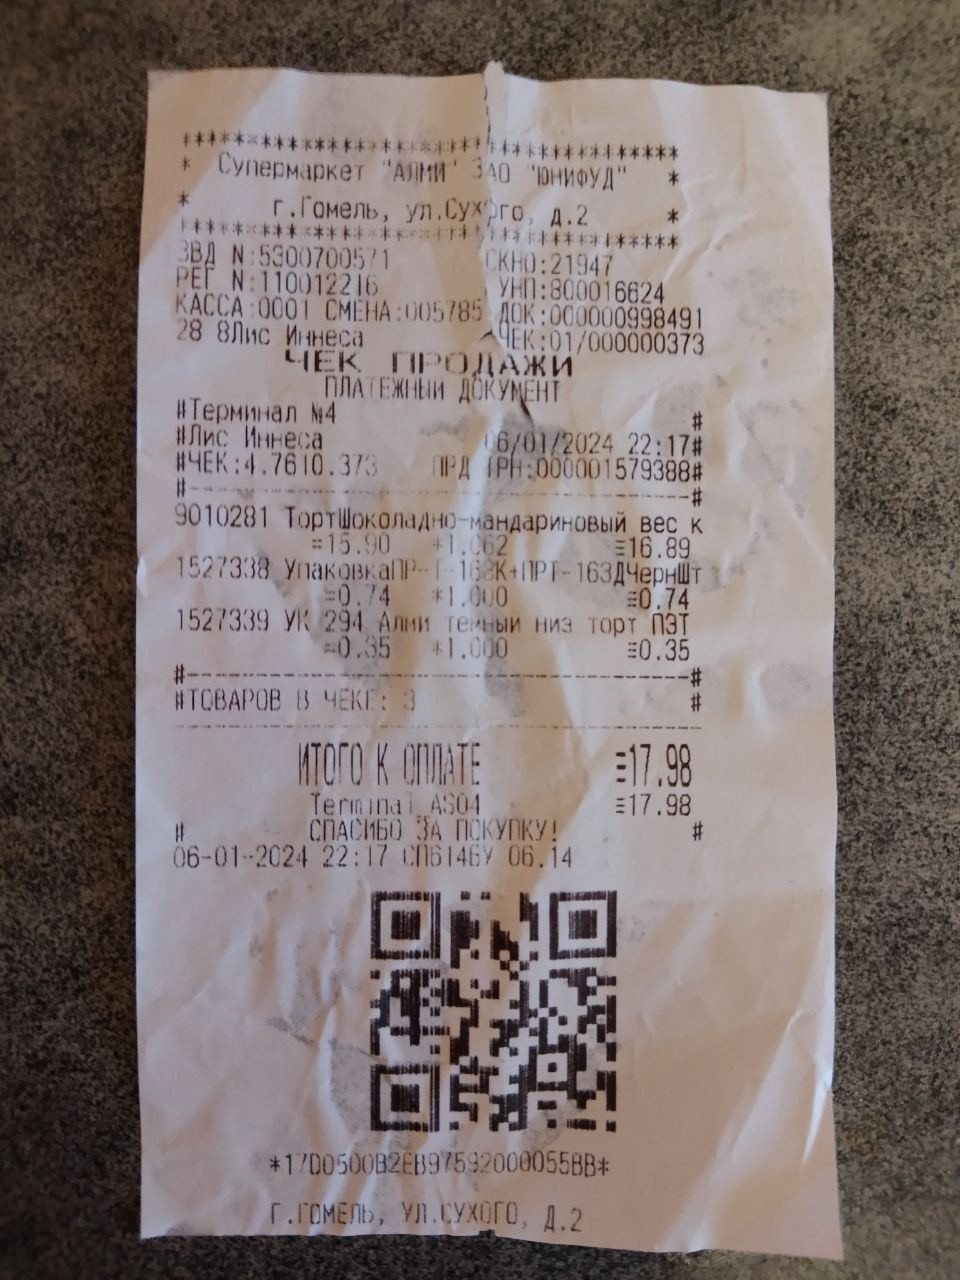 ****************************************
* Супермаркет "АЛМИ" ЗАО "ЮНИФУД" *
* г.Гомель, ул.Сухого, д.2 *
****************************************
ЗВД N:5300700571 СКНО:21947
РЕГ N:110012216 УНП:800016624
КАССА:0001 СМЕНА:005785 ДОК:000000998491
28 8Лис Иннеса ЧЕК:01/000000373
ЧЕК ПРОДАЖИ
ПЛАТЕЖНЫЙ ДОКУМЕНТ
#Терминал №4 #
#Лис Иннеса 06/01/2024 22:17#
#ЧЕК:4.7610.373 ПРД ТРН:000001579388#
#--------------------------------------#
9010281 ТортШоколадно-мандариновый вес к
=15.90 *1.062 ≡16.89
1527338 УпаковкаПР-Т-163К+ПРТ-163ДЧернШт
=0.74 *1.000 ≡0.74
1527339 УК 294 Алми темный низ торт ПЭТ
=0.35 *1.000 ≡0.35
#--------------------------------------#
#ТОВАРОВ В ЧЕКЕ: 3 #
----------------------------------------
ИТОГО К ОПЛАТЕ ≡17.98
Terminal_AS04 ≡17.98
# СПАСИБО ЗА ПОКУПКУ! #
06-01-2024 22:17 СП614БУ 06.14
*17D0500B2EB97592000055BB*
Г.ГОМЕЛЬ, УЛ.СУХОГО, Д.2